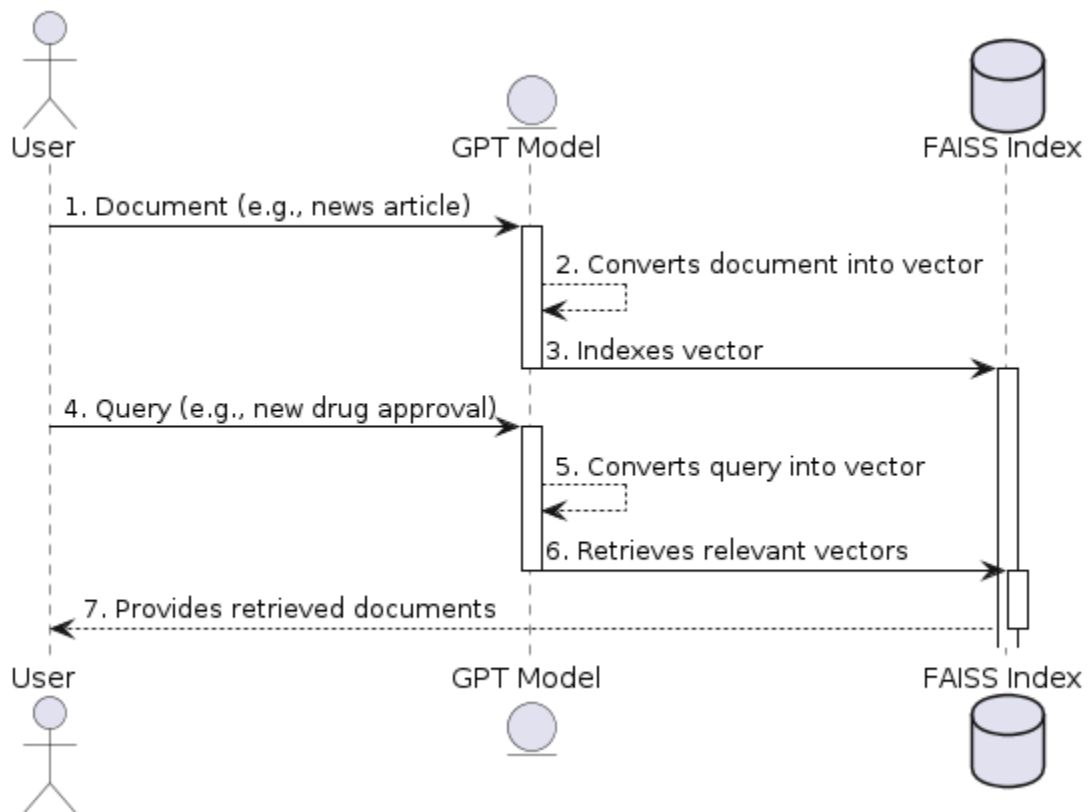 User
GPT Model
FAISS Index
1. Document (e.g., news article)
2. Converts document into vector
3. Indexes vector
4. Query (e.g., new drug approval)
5. Converts query into vector
6. Retrieves relevant vectors
7. Provides retrieved documents
User
GPT Model
FAISS Index